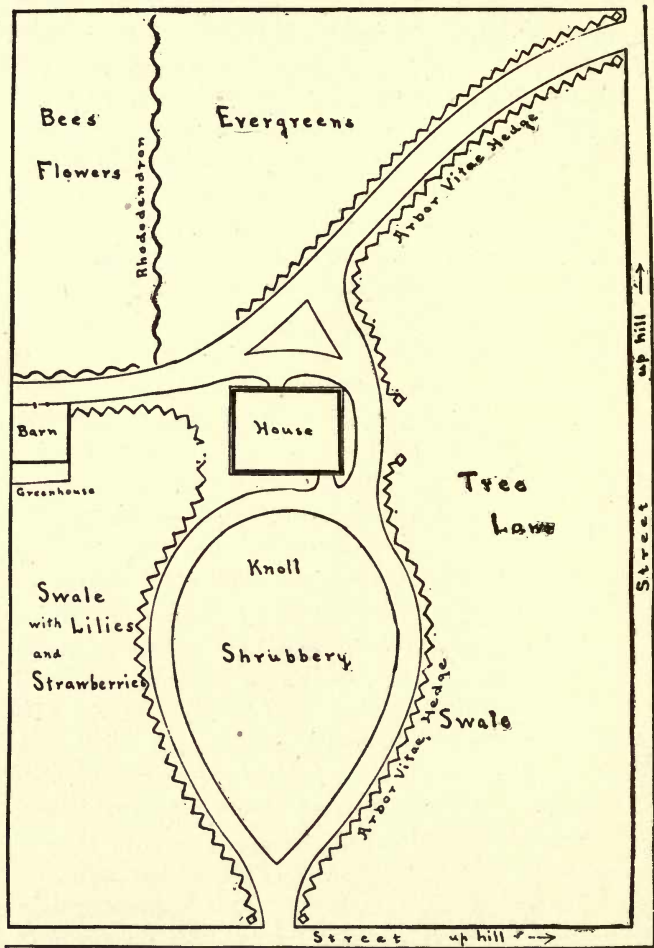 Bees
Flowers
Rhododendron
Evergreens
Arbor Vitae Hedge
up hill →
Street
Barn
Greenhouse
House
Tree
Knoll
Shrubbery
Swale
with Lilies
and
Strawberries
Arbor Vitae Hedge
Swale
Street up hill →